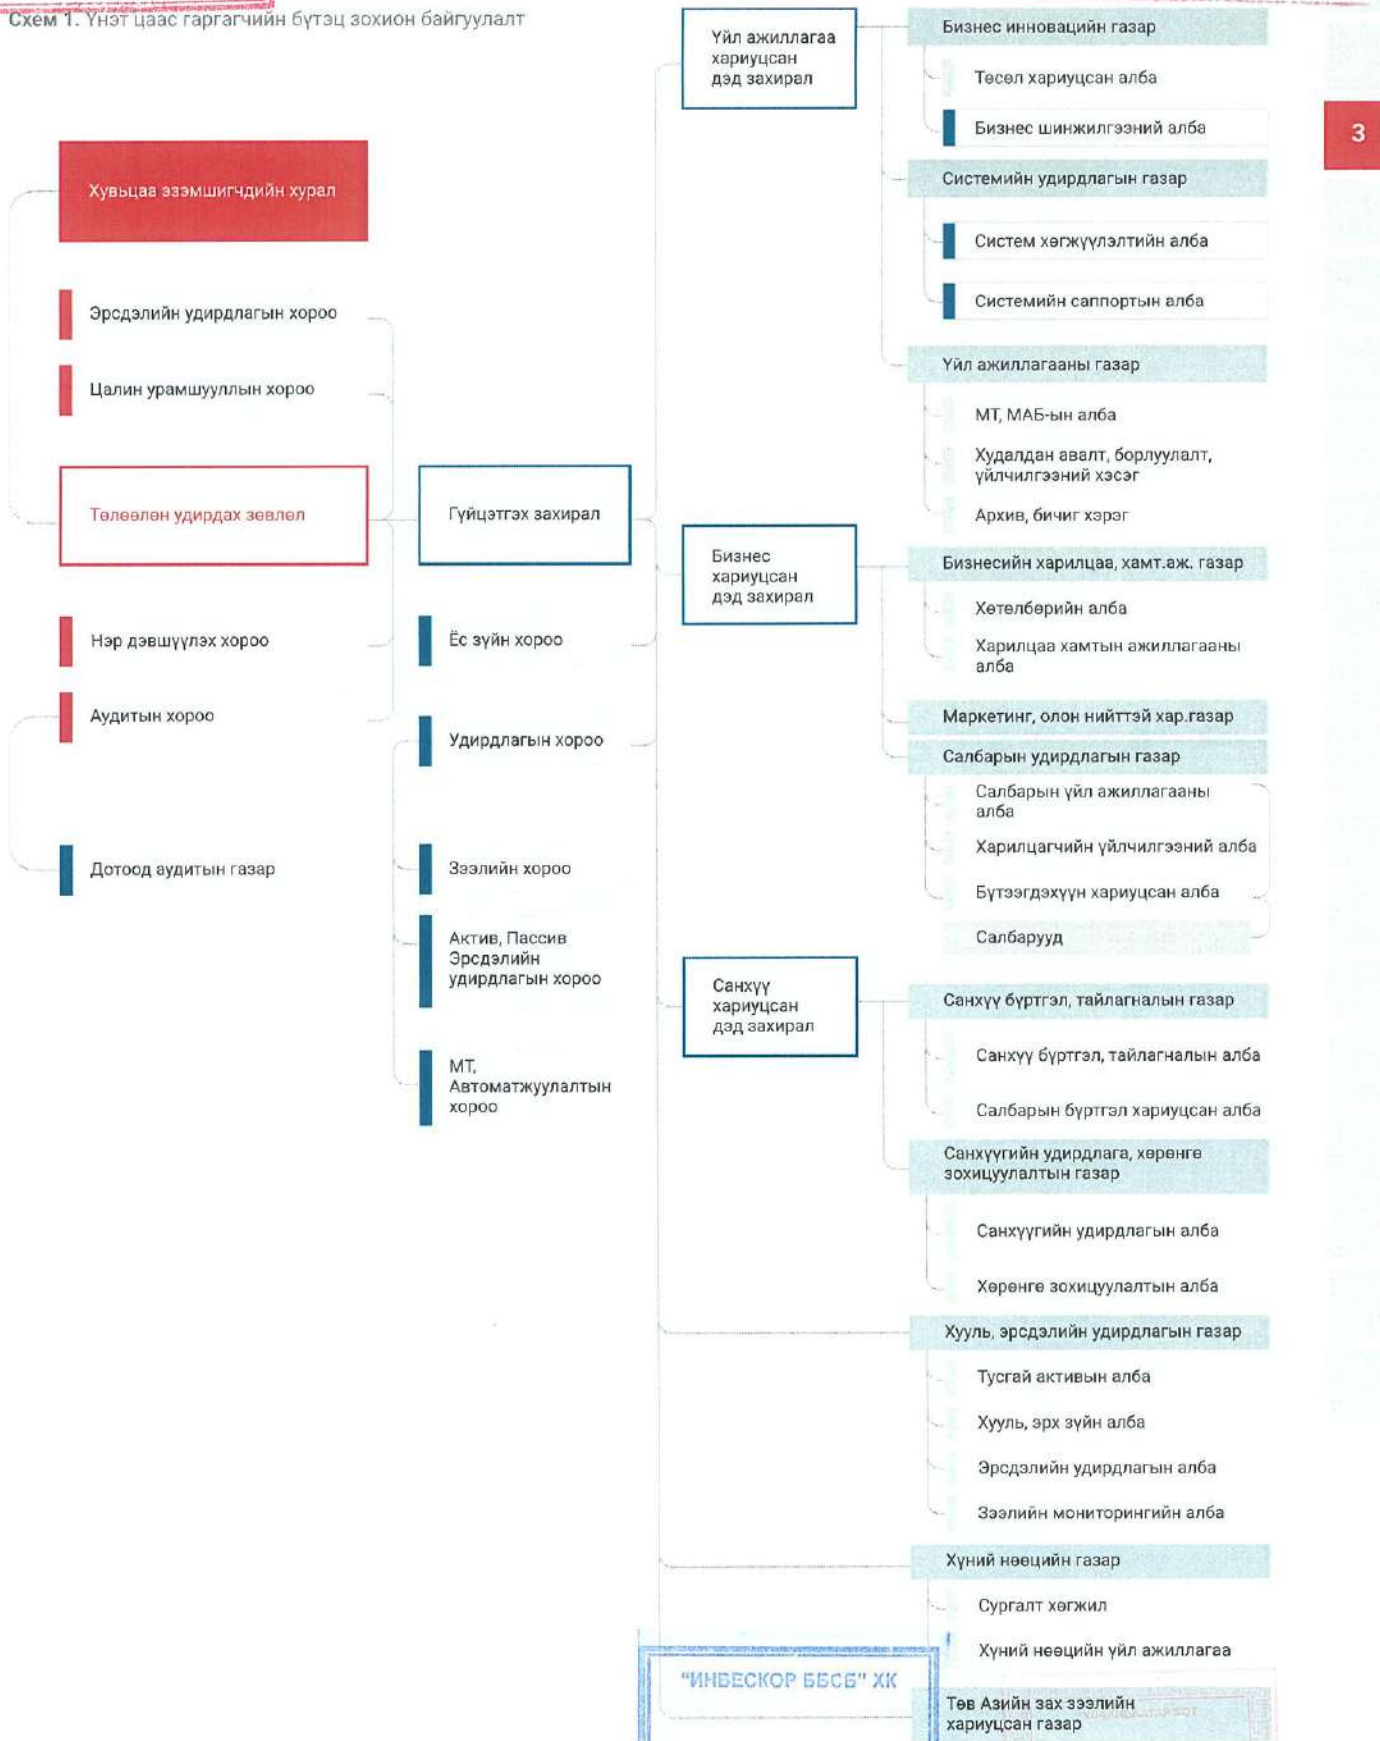 Схем 1. Үнэт цаас гаргагчийн бүтэц зохион байгуулалт
3
Хувьцаа эзэмшигчдийн хурал
Эрсдэлийн удирдлагын хороо
Цалин урамшууллын хороо
Төлөөлөн удирдах зөвлөл
Нэр дэвшүүлэх хороо
Аудитын хороо
Дотоод аудитын газар
Гүйцэтгэх захирал
Ёс зүйн хороо
Удирдлагын хороо
Зээлийн хороо
Актив, Пассив
Эрсдэлийн
удирдлагын хороо
МТ,
Автоматжуулалтын
хороо
Үйл ажиллагаа
хариуцсан
дэд захирал
Бизнес инновацийн газар
Төсөл хариуцсан алба
Бизнес шинжилгээний алба
Системийн удирдлагын газар
Систем хөгжүүлэлтийн алба
Системийн саппортын алба
Үйл ажиллагааны газар
МТ, МАБ-ын алба
Худалдан авалт, борлуулалт,
үйлчилгээний хэсэг
Архив, бичиг хэрэг
Бизнес
хариуцсан
дэд захирал
Бизнесийн харилцаа, хамт.аж. газар
Хөтөлбөрийн алба
Харилцаа хамтын ажиллагааны
алба
Маркетинг, олон нийттэй хар.газар
Салбарын удирдлагын газар
Салбарын үйл ажиллагааны
алба
Харилцагчийн үйлчилгээний алба
Бүтээгдэхүүн хариуцсан алба
Салбарууд
Санхүү
хариуцсан
дэд захирал
Санхүү бүртгэл, тайлагналын газар
Санхүү бүртгэл, тайлагналын алба
Салбарын бүртгэл хариуцсан алба
Санхүүгийн удирдлага, хөрөнгө
зохицуулалтын газар
Санхүүгийн удирдлагын алба
Хөрөнгө зохицуулалтын алба
Хууль, эрсдэлийн удирдлагын газар
Тусгай активын алба
Хууль, эрх зүйн алба
Эрсдэлийн удирдлагын алба
Зээлийн мониторингийн алба
Хүний нөөцийн газар
Сургалт хөгжил
Хүний нөөцийн үйл ажиллагаа
"ИНВЕСКОР ББСБ" ХК
Төв Азийн зах зээлийн
хариуцсан газар